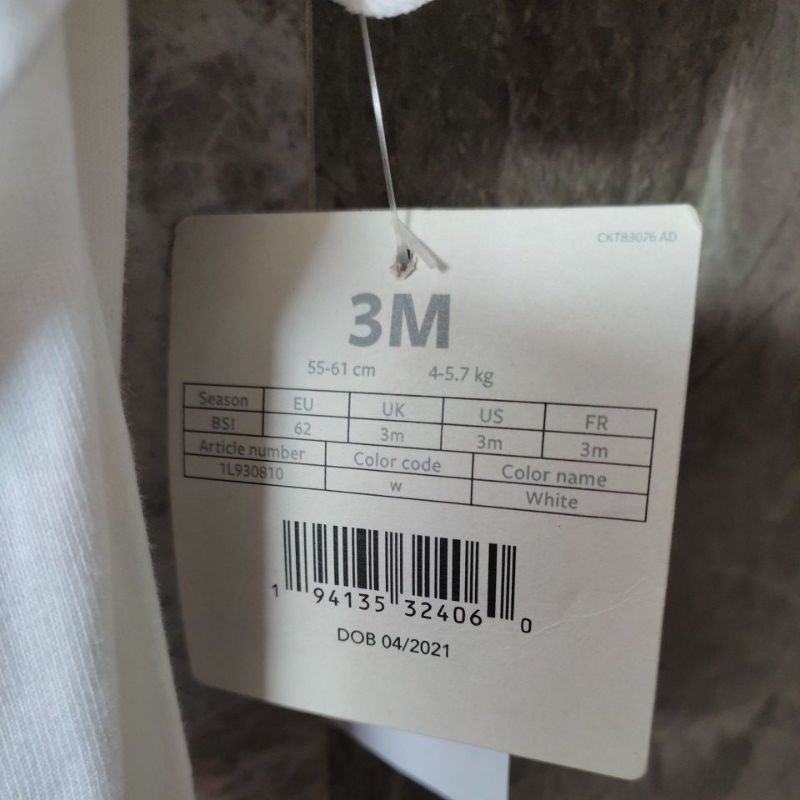 CKT83076 AD
3M
55-61 cm 4-5.7 kg
Season EU UK US FR
BSI 62 3m 3m 3m
Article number Color code Color name
1L930810 w White
1 94135 32406 0
DOB 04/2021